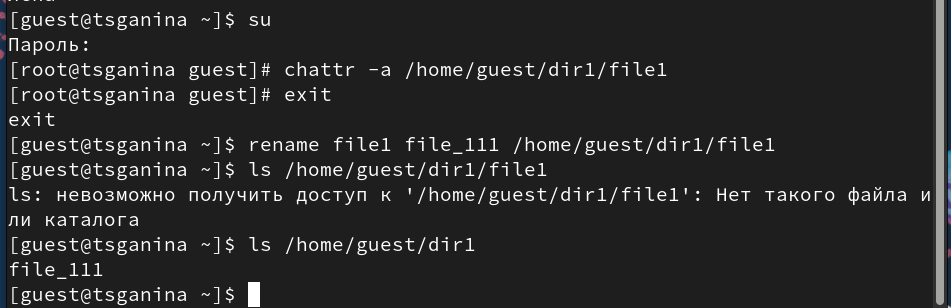 [guest@tsganina ~]$ su
Пароль:
[root@tsganina guest]# chattr -a /home/guest/dir1/file1
[root@tsganina guest]# exit
exit
[guest@tsganina ~]$ rename file1 file_111 /home/guest/dir1/file1
[guest@tsganina ~]$ ls /home/guest/dir1/file1
ls: невозможно получить доступ к '/home/guest/dir1/file1': Нет такого файла и
ли каталога
[guest@tsganina ~]$ ls /home/guest/dir1
file_111
[guest@tsganina ~]$